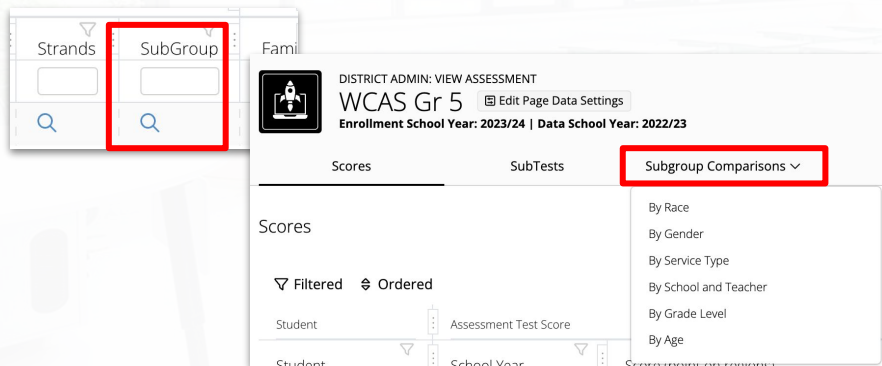 Strands SubGroup Fami
DISTRICT ADMIN: VIEW ASSESSMENT
WCAS Gr 5 Edit Page Data Settings
Enrollment School Year: 2023/24 | Data School Year: 2022/23
Scores SubTests Subgroup Comparisons
By Race
By Gender
By Service Type
By School and Teacher
By Grade Level
By Age
Scores
Filtered Ordered
Student Assessment Test Score
Student School Year